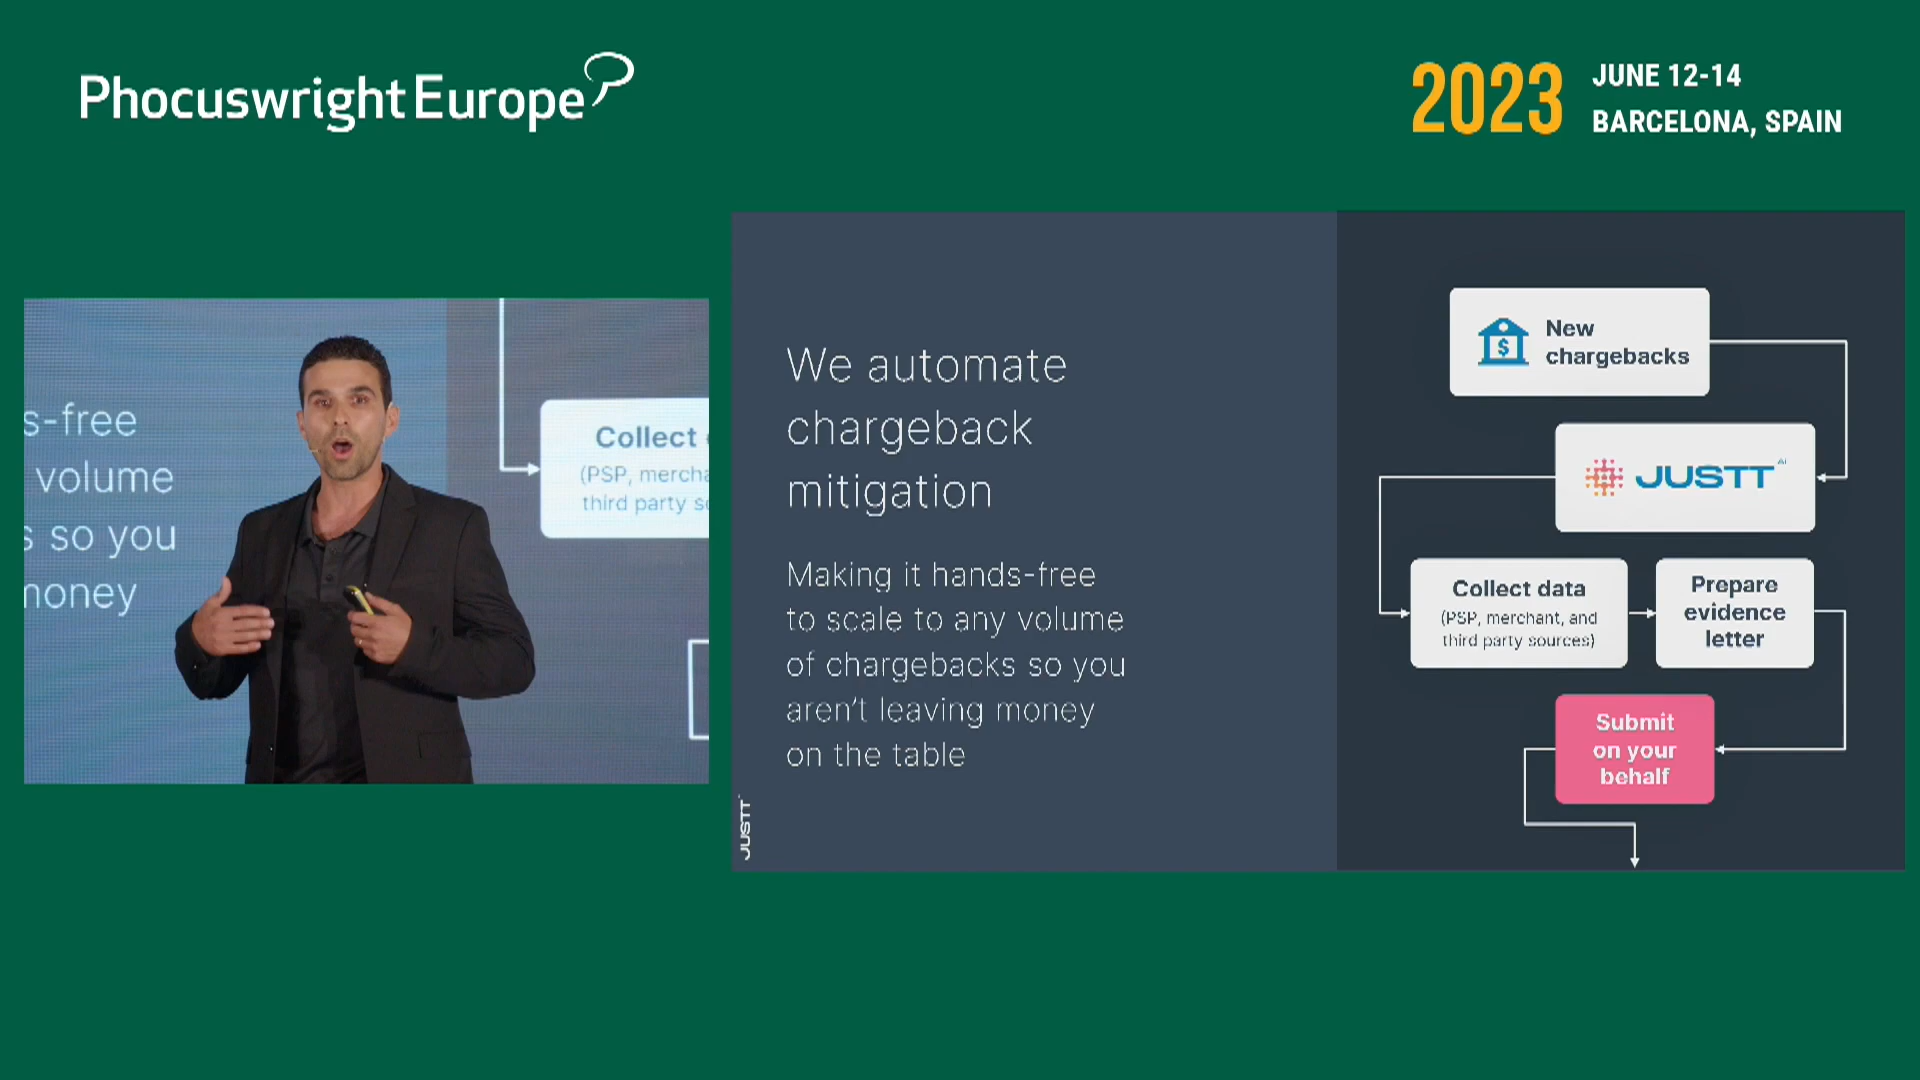 Phocuswright Europe
2023
JUNE 12-14
BARCELONA, SPAIN
s-free
volume
s so you
money
Collect
(PSP, mercha
third party s
We automate
chargeback
mitigation
Making it hands-free
to scale to any volume
of chargebacks so you
aren't leaving money
on the table
JUSTT
New
chargebacks
JUSTT AI
Collect data
(PSP, merchant, and
third party sources)
Prepare
evidence
letter
Submit
on your
behalf